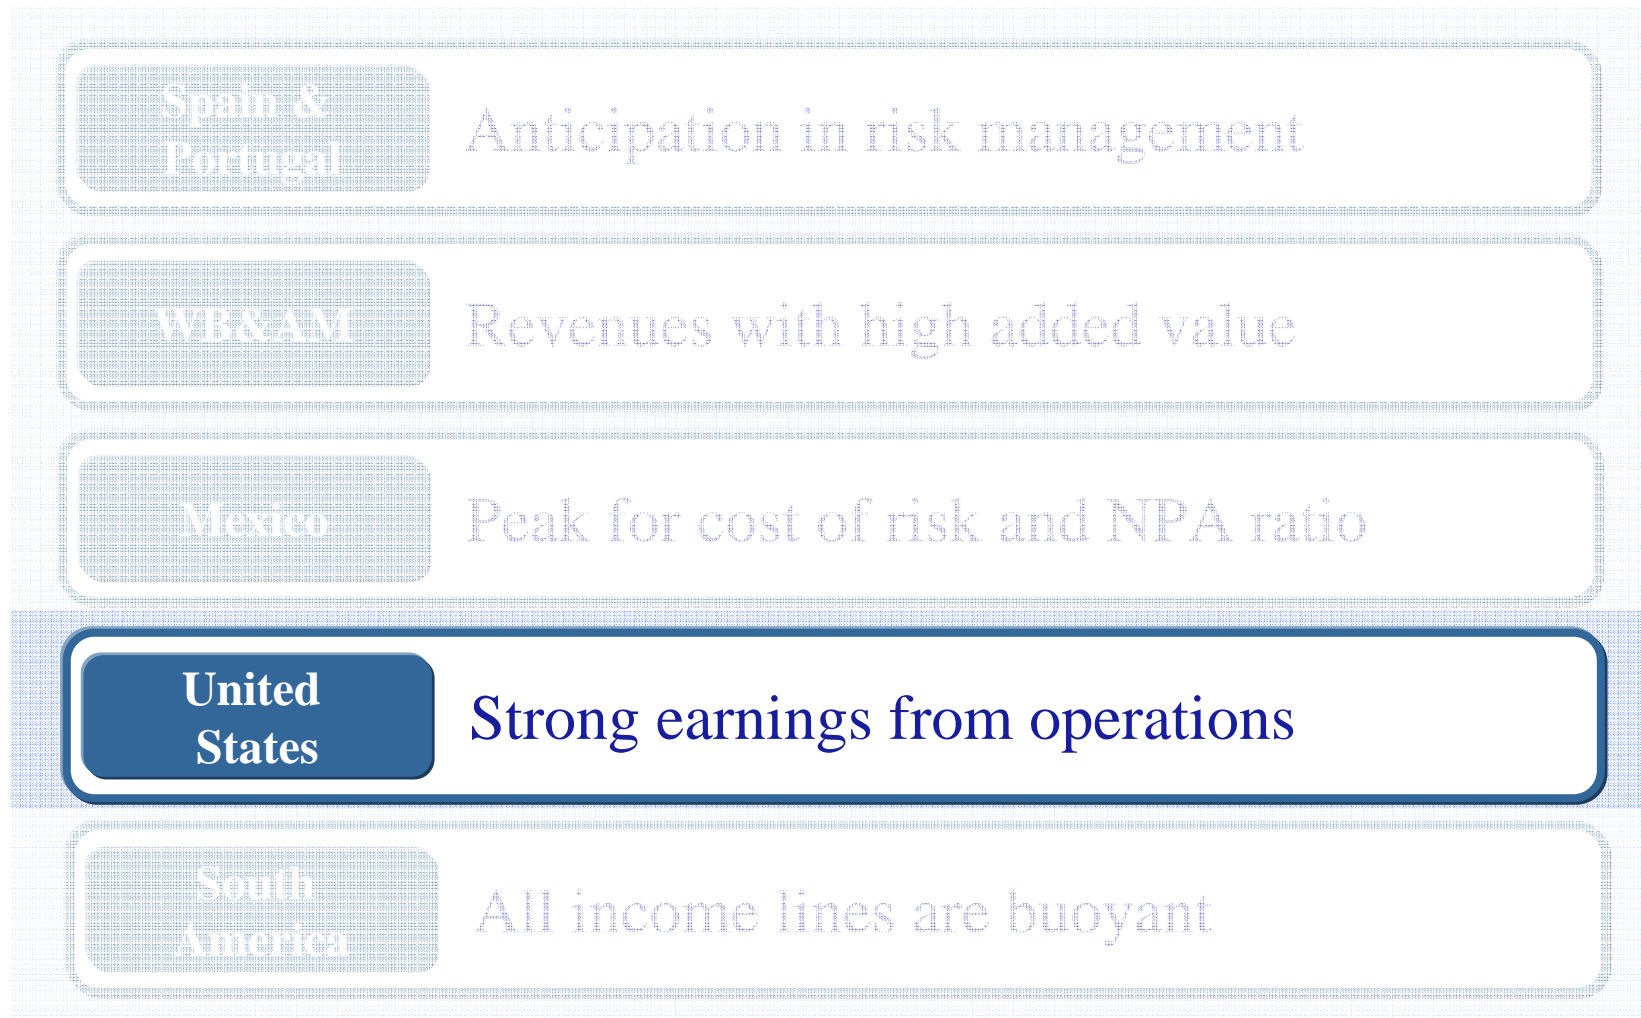 Spain &
Portugal
Anticipation in risk management
WB&AM
Revenues with high added value
Mexico
Peak for cost of risk and NPA ratio
United
States
Strong earnings from operations
South
America
All income lines are buoyant